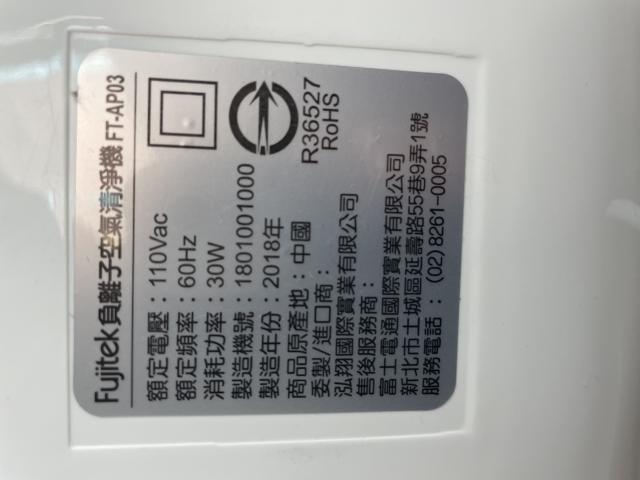 Fujitek負離子空氣清淨機 FT-AP03
額定電壓：110Vac
額定頻率：60Hz
消耗功率：30W
製造機號：1801001000
製造年份：2018年
商品原產地：中國
委製/進口商：
泓翔國際實業有限公司
售後服務商：
富士電通國際實業有限公司
新北市土城區延壽路55巷9弄1號
服務電話：(02)8261-0005
R36527
RoHS